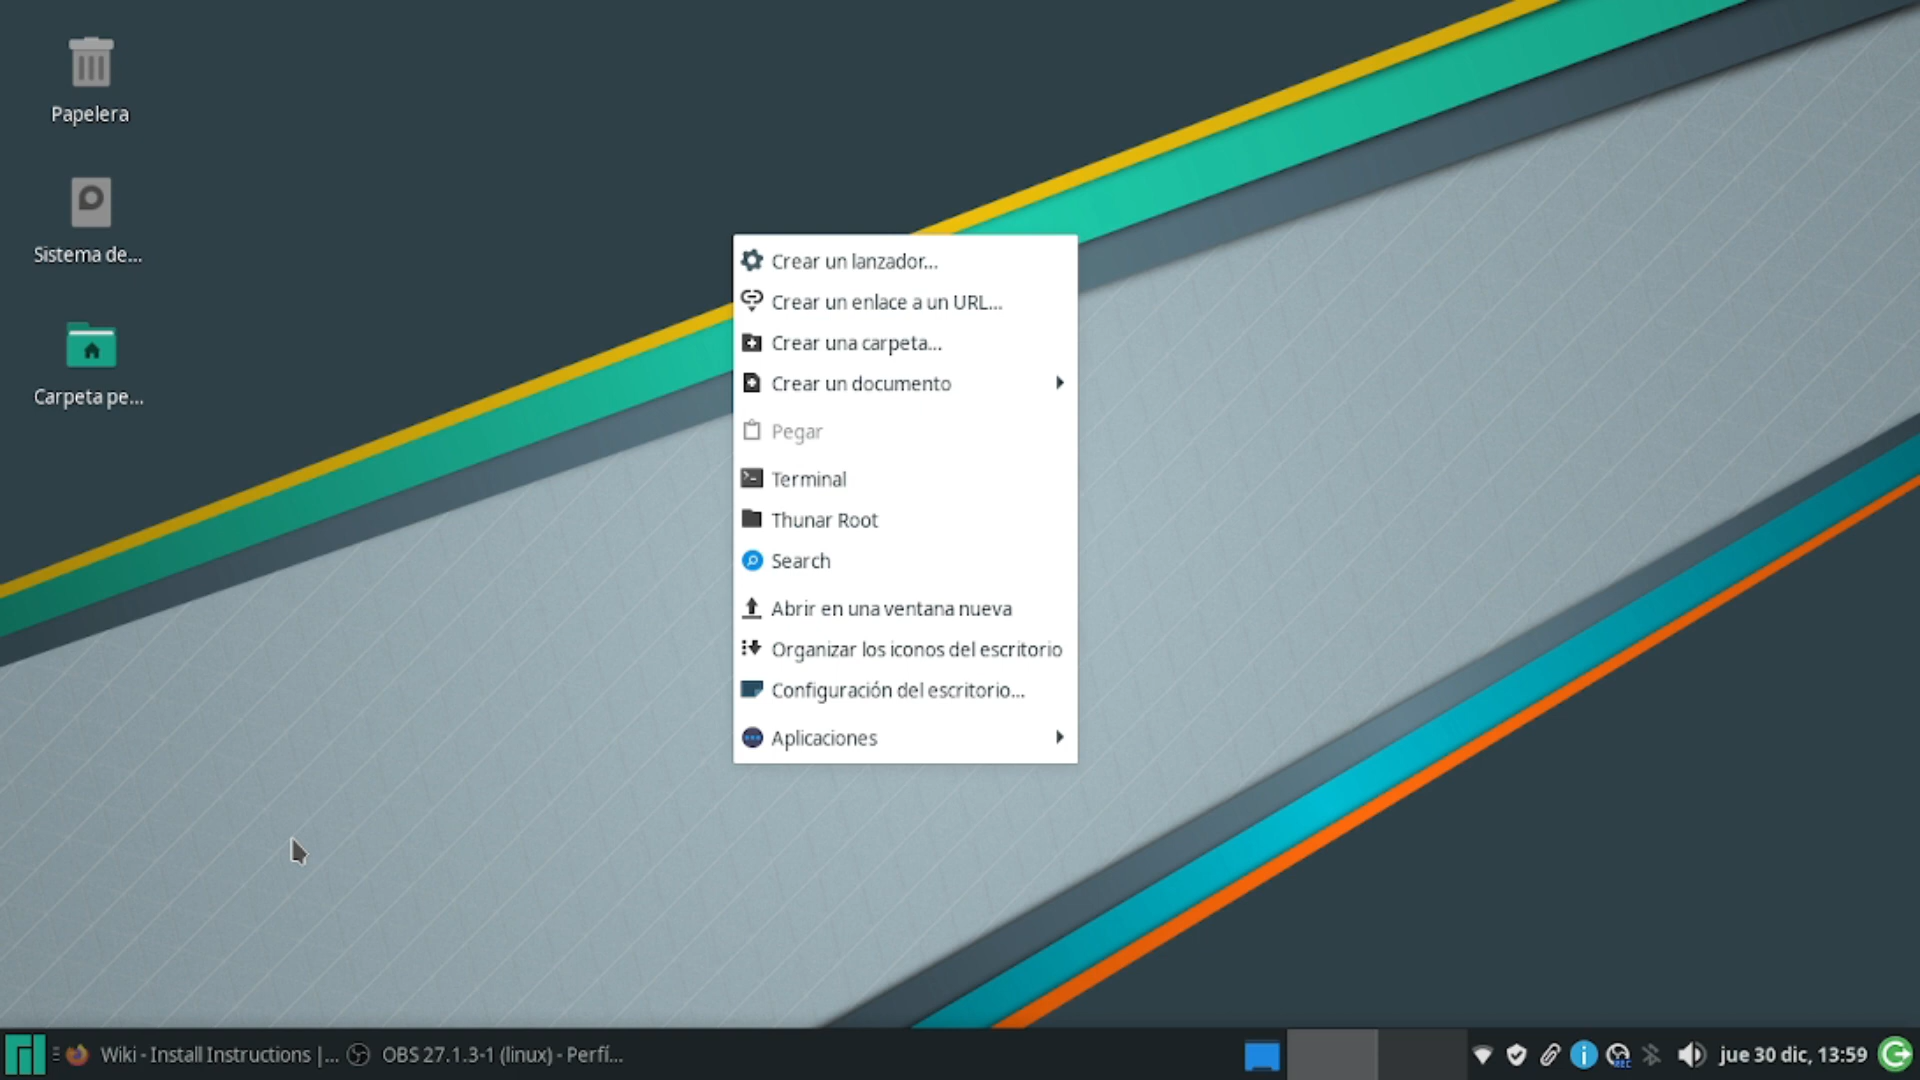 Papelera
Sistema de...
Carpeta pe...
Crear un lanzador...
Crear un enlace a un URL...
Crear una carpeta...
Crear un documento
Pegar
Terminal
Thunar Root
Search
Abrir en una ventana nueva
Organizar los iconos del escritorio
Configuración del escritorio...
Aplicaciones
Wiki - Install Instructions |...
OBS 27.1.3-1 (linux) - Perfí...
jue 30 dic, 13:59